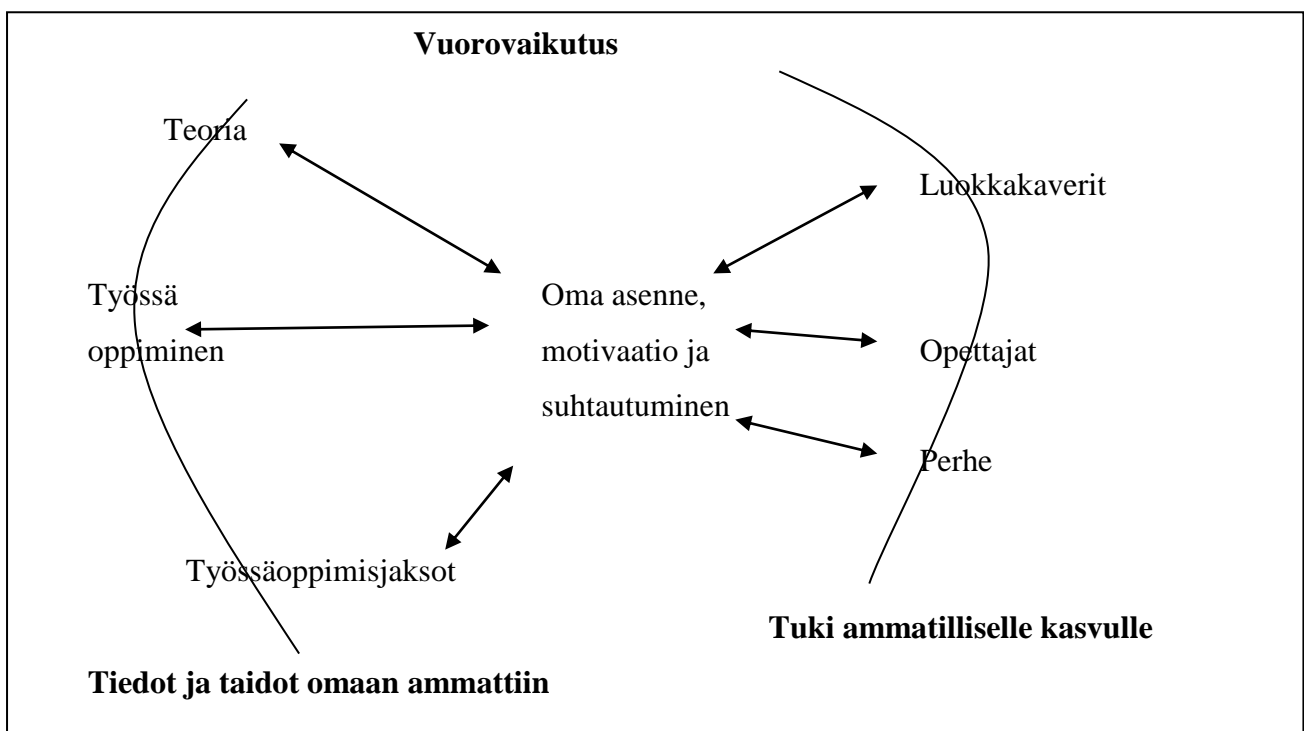 Vuorovaikutus
Teoria
Luokkakaverit
Työssä
oppiminen
Oma asenne,
motivaatio ja
suhtautuminen
Opettajat
Perhe
Työssäoppimisjaksot
Tuki ammatilliselle kasvulle
Tiedot ja taidot omaan ammattiin